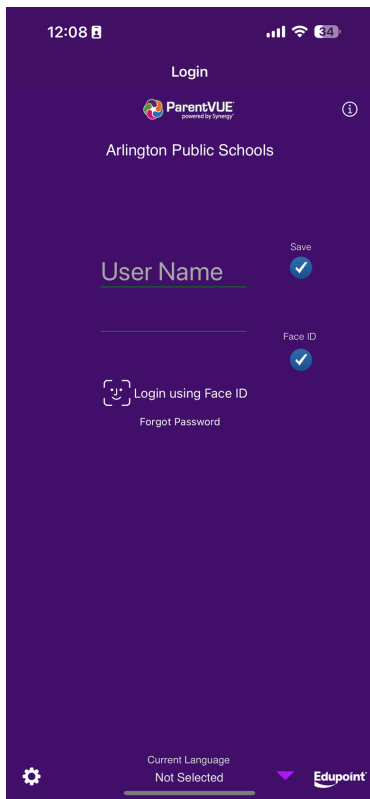 12:08
34
Login
ParentVUE
powered by Synergy
Arlington Public Schools
Save
User Name
Face ID
Login using Face ID
Forgot Password
Current Language
Not Selected
Edupoint